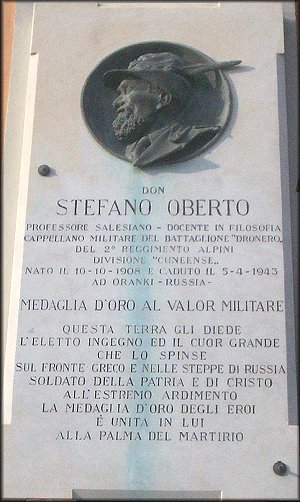 DON
STEFANO OBERTO
PROFESSORE SALESIANO - DOCENTE IN FILOSOFIA
CAPPELLANO MILITARE DEL BATTAGLIONE "DRONERO„
DEL 2º REGGIMENTO ALPINI
DIVISIONE "CUNEENSE„
NATO IL 10-10-1908 E CADUTO IL 5-4-1943
AD ORANKI - RUSSIA-
MEDAGLIA D'ORO AL VALOR MILITARE
QUESTA TERRA GLI DIEDE
L'ELETTO INGEGNO ED IL CUOR GRANDE
CHE LO SPINSE
SUL FRONTE GRECO E NELLE STEPPE DI RUSSIA
SOLDATO DELLA PATRIA E DI CRISTO
ALL'ESTREMO ARDIMENTO
LA MEDAGLIA D'ORO DEGLI EROI
É UNITA IN LUI
ALLA PALMA DEL MARTIRIO